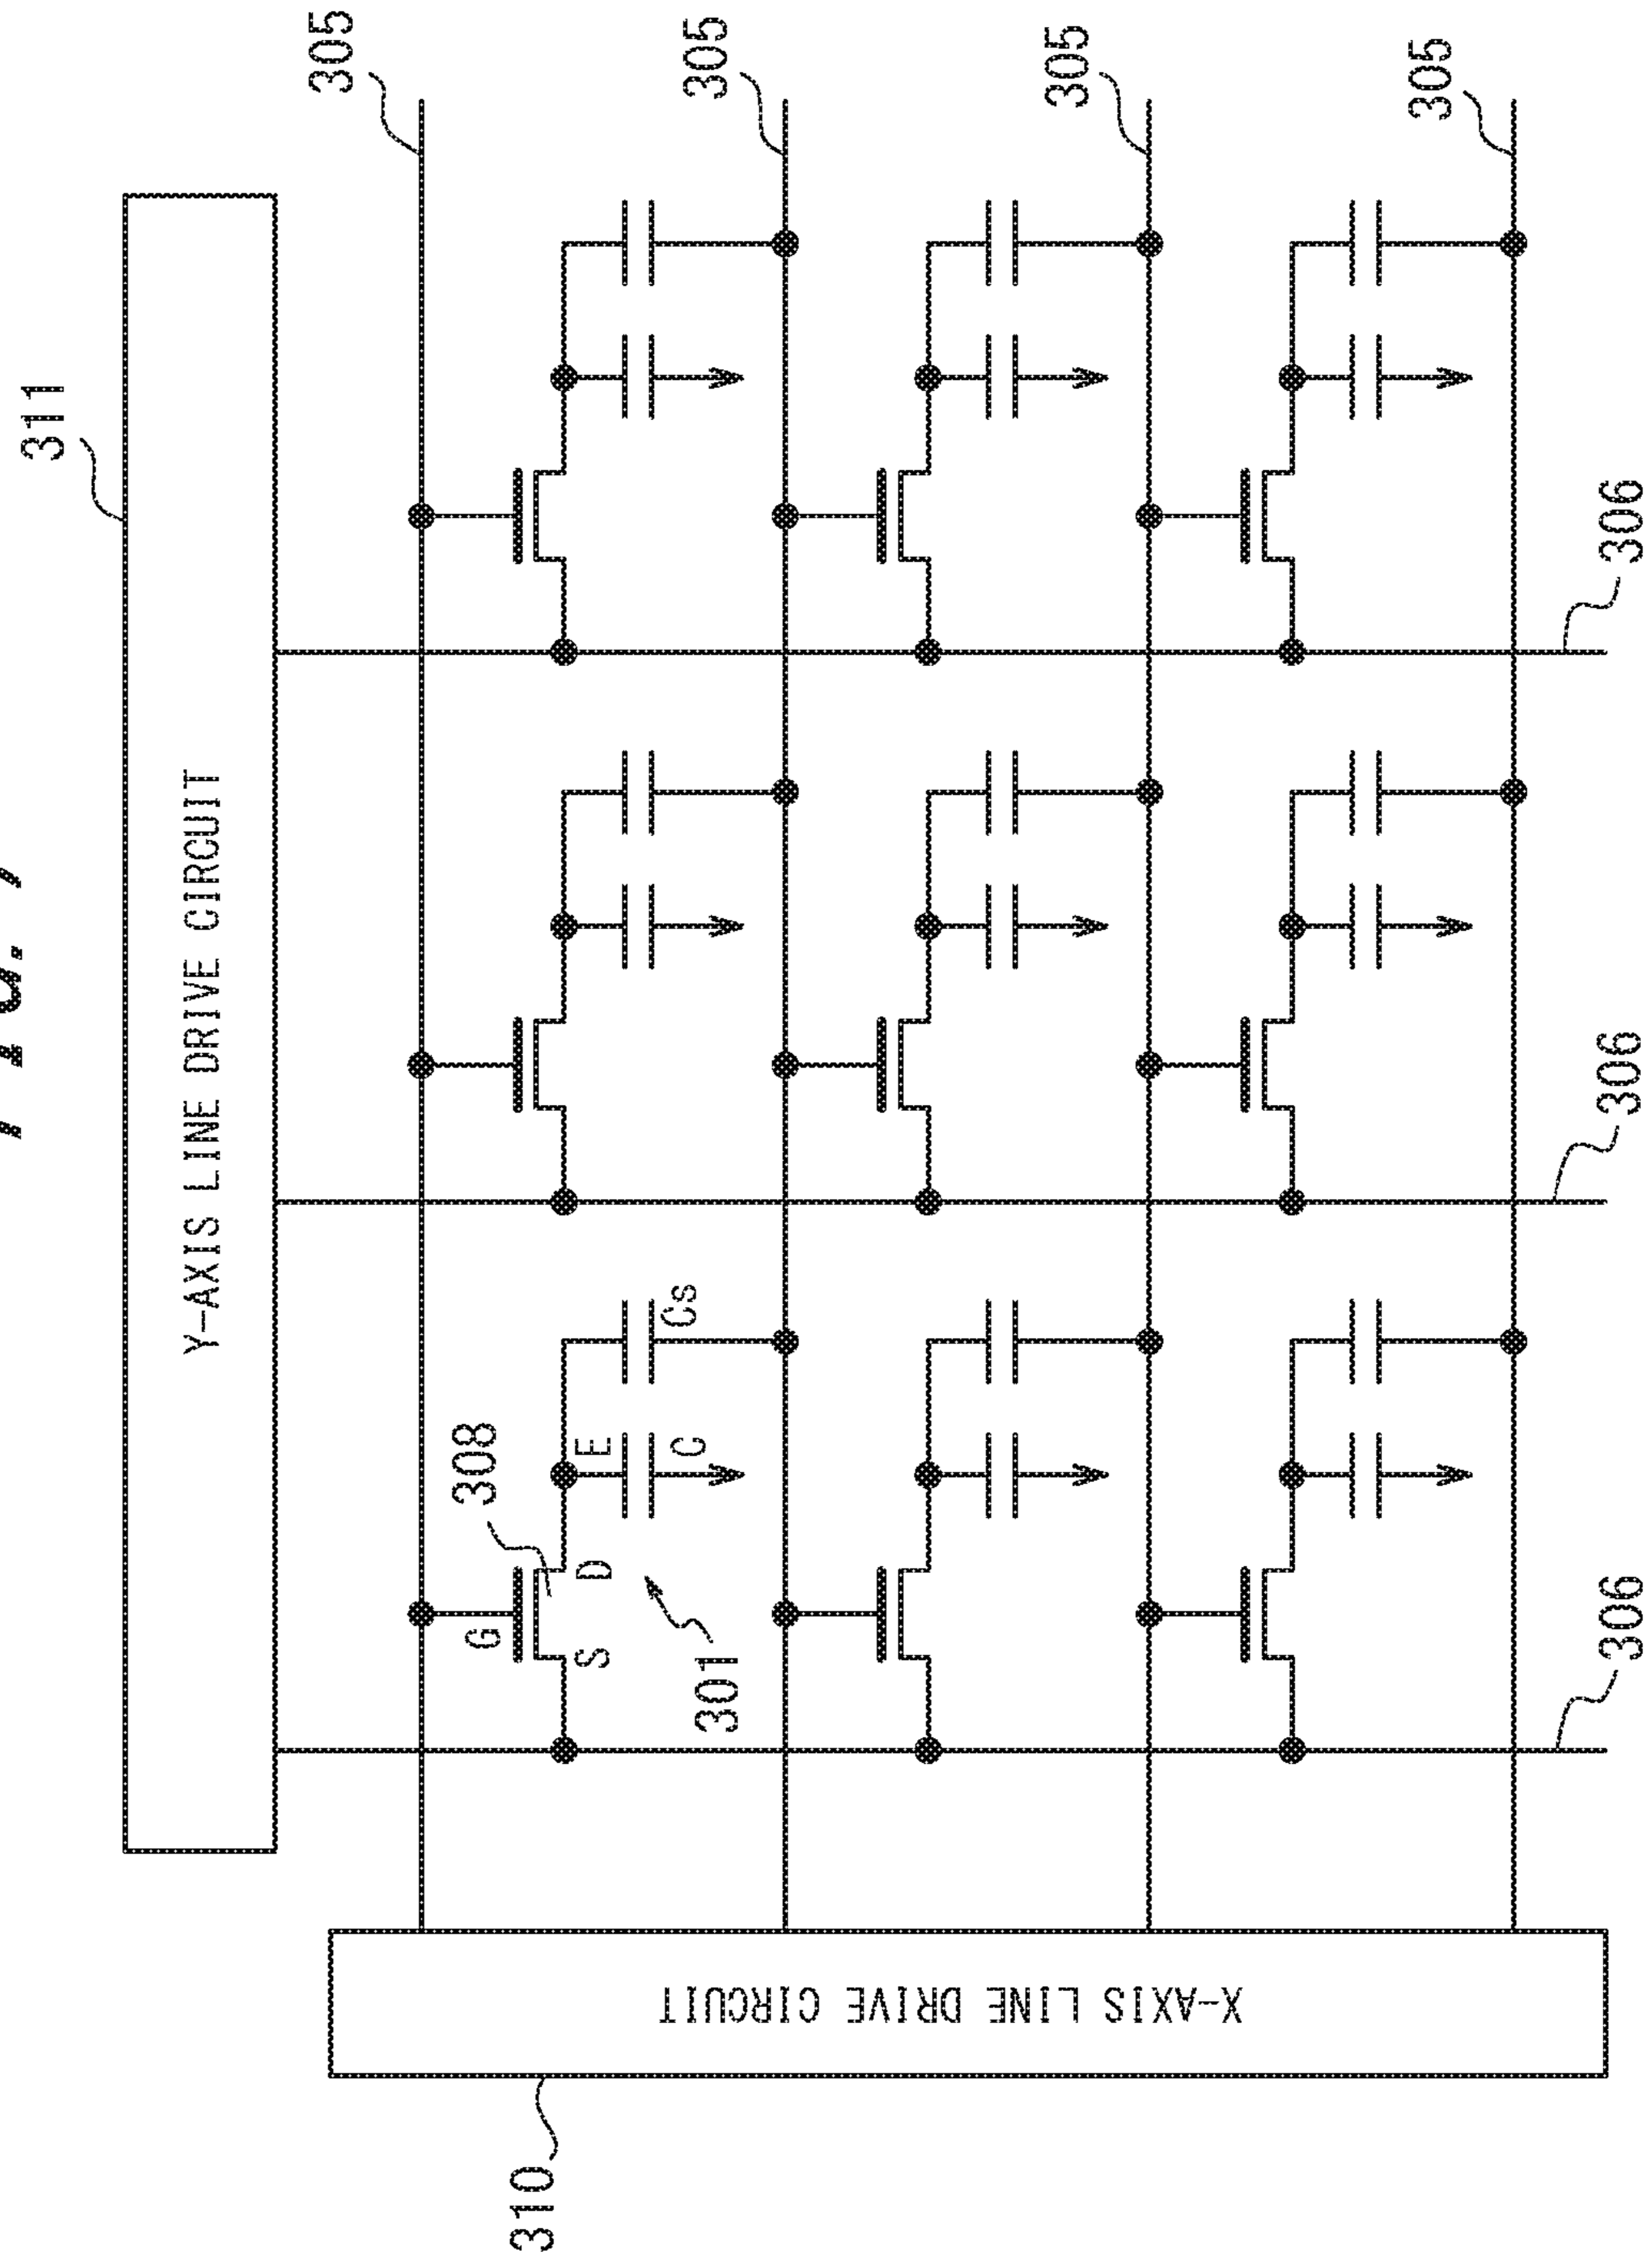 311
Y-AXIS LINE DRIVE CIRCUIT
305
308
G
310
S D E
Cs
C
301
305
X-AXIS LINE DRIVE CIRCUIT
305
305
306
306
306